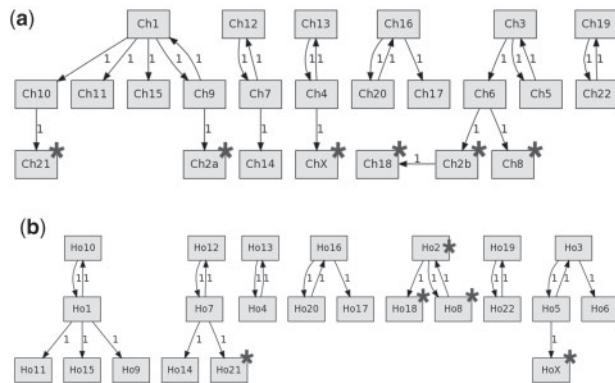 (a)
Ch1 Ch12 Ch13 Ch16 Ch3 Ch19
1 1 1 1 1 1 1 1 1 1 1 1 1 1 1 1 1
Ch10 Ch11 Ch15 Ch9 Ch7 Ch4 Ch20 Ch17 Ch6 Ch5 Ch22
1 1 1 1 1 1
Ch21* Ch2a* Ch14 ChX* Ch18* 1 Ch2b* Ch8*
(b)
Ho10 Ho12 Ho13 Ho16 Ho2* Ho19 Ho3
1 1 1 1 1 1 1 1 1 1 1 1 1 1 1 1 1
Ho1 Ho7 Ho4 Ho20 Ho17 Ho18* Ho8* Ho22 Ho5 Ho6
1 1 1 1 1 1
Ho11 Ho15 Ho9 Ho14 Ho21* HoX*